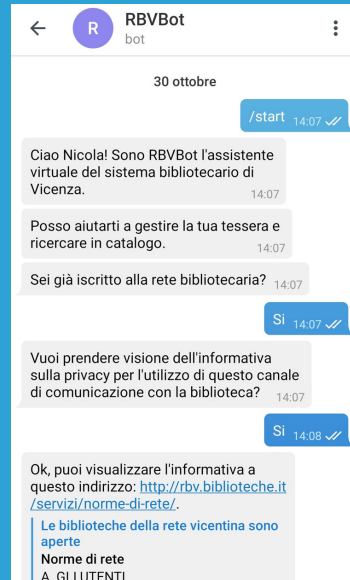 RBVBot
R
bot
30 ottobre
/start 14:07
Ciao Nicola! Sono RBVBot l'assistente
virtuale del sistema bibliotecario di
Vicenza.
14:07
Posso aiutarti a gestire la tua tessera e
ricercare in catalogo.
14:07
Sei già iscritto alla rete bibliotecaria? 14:07
Si 14:07
Vuoi prendere visione dell'informativa
sulla privacy per l'utilizzo di questo canale
di comunicazione con la biblioteca? 14:07
Si 14:08
Ok, puoi visualizzare l'informativa a
questo indirizzo: http://rbv.biblioteche.it
/servizi/norme-di-rete/.
Le biblioteche della rete vicentina sono
aperte
Norme di rete
A. GLI UTENTI